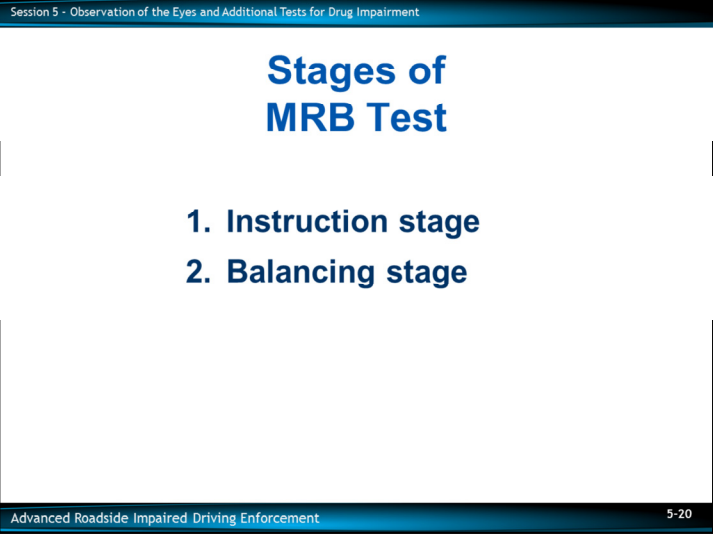 Session 5 - Observation of the Eyes and Additional Tests for Drug Impairment
Stages of
MRB Test
1. Instruction stage
2. Balancing stage
Advanced Roadside Impaired Driving Enforcement
5-20